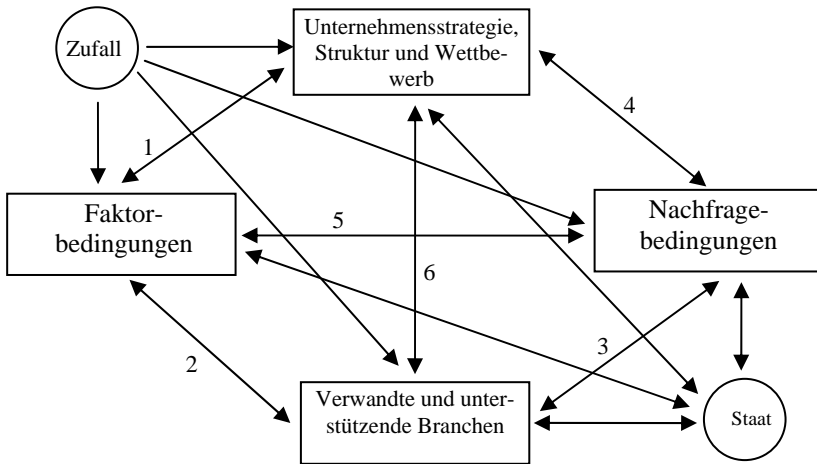 Zufall
Unternehmensstrategie,
Struktur und Wettbe-
werb
4
1
Faktor-
bedingungen
5
Nachfrage-
bedingungen
6
2
3
Verwandte und unter-
stützende Branchen
Staat